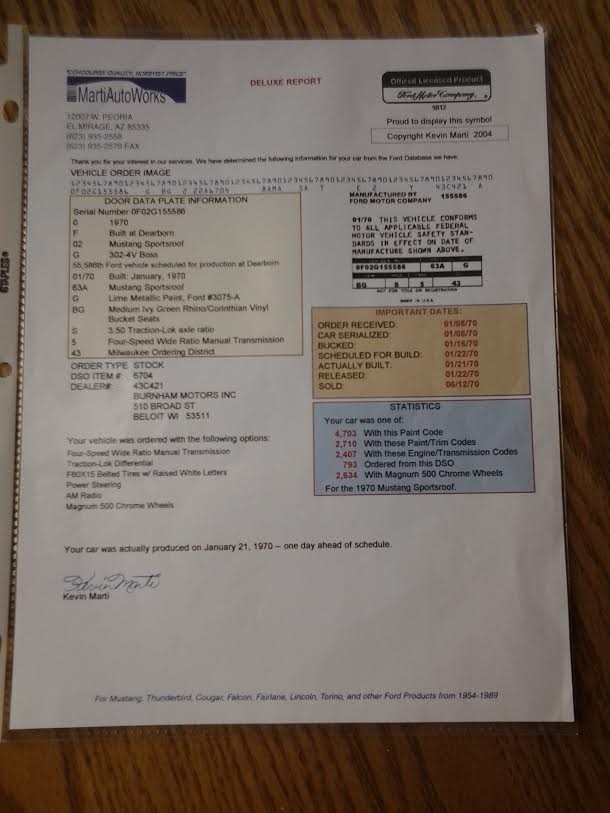 "CONCOURSE QUALITY, HOBBYIST PRICE"
MartiAutoWorks
12007 W. PEORIA
EL MIRAGE, AZ 85335
(623) 935-2558
(623) 935-2579 FAX
DELUXE REPORT
Official Licensed Product
Ford Motor Company,
5012
Proud to display this symbol
Copyright Kevin Marti 2004
Thank you for your interest in our services. We have determined the following information for your car from the Ford Database we have:
VEHICLE ORDER IMAGE
12345678901234567890123456789012345678901234567890123456789012345678901234567890
0F02G155586 G BG 2 22A6704 8AMA 5A Y E 2 Y 43C421 A
DOOR DATA PLATE INFORMATION
Serial Number 0F02G155586
0 1970
F Built at Dearborn
02 Mustang Sportsroof
G 302-4V Boss
55,586th Ford vehicle scheduled for production at Dearborn
01/70 Built: January, 1970
63A Mustang Sportsroof
G Lime Metallic Paint, Ford #3075-A
BG Medium Ivy Green Rhino/Corinthian Vinyl
Bucket Seats
S 3.50 Traction-Lok axle ratio
5 Four-Speed Wide Ratio Manual Transmission
43 Milwaukee Ordering District
MANUFACTURED BY 155586
FORD MOTOR COMPANY
01/70 THIS VEHICLE CONFORMS
TO ALL APPLICABLE FEDERAL
MOTOR VEHICLE SAFETY STAN-
DARDS IN EFFECT ON DATE OF
MANUFACTURE SHOWN ABOVE.
0F02G155586 63A G
BG S 5 43
NOT FOR TITLE OR REGISTRATION
MADE IN U.S.A.
IMPORTANT DATES:
ORDER RECEIVED: 01/08/70
CAR SERIALIZED: 01/08/70
BUCKED: 01/16/70
SCHEDULED FOR BUILD: 01/22/70
ACTUALLY BUILT: 01/21/70
RELEASED: 01/22/70
SOLD: 06/12/70
ORDER TYPE STOCK
DSO ITEM #: 6704
DEALER#: 43C421
BURNHAM MOTORS INC
510 BROAD ST
BELOIT WI 53511
STATISTICS
Your car was one of:
4,703 With this Paint Code
2,710 With these Paint/Trim Codes
2,407 With these Engine/Transmission Codes
793 Ordered from this DSO
2,634 With Magnum 500 Chrome Wheels
For the 1970 Mustang Sportsroof.
Your vehicle was ordered with the following options:
Four-Speed Wide Ratio Manual Transmission
Traction-Lok Differential
F60X15 Belted Tires w/ Raised White Letters
Power Steering
AM Radio
Magnum 500 Chrome Wheels
Your car was actually produced on January 21, 1970 -- one day ahead of schedule.
Kevin Marti
Kevin Marti
For Mustang, Thunderbird, Cougar, Falcon, Fairlane, Lincoln, Torino, and other Ford Products from 1954-1989
STAPLES